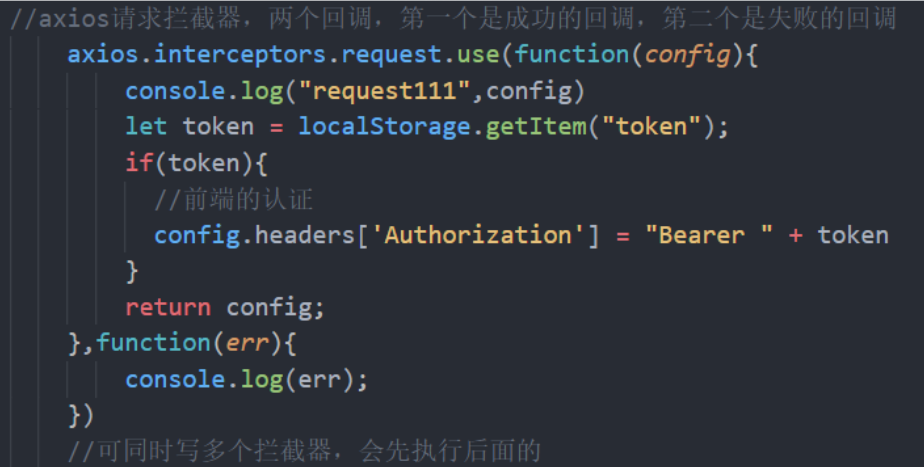 //axios请求拦截器，两个回调，第一个是成功的回调，第二个是失败的回调
axios.interceptors.request.use(function(config){
console.log("request111",config)
let token = localStorage.getItem("token");
if(token){
//前端的认证
config.headers['Authorization'] = "Bearer " + token
}
return config;
},function(err){
console.log(err);
})
//可同时写多个拦截器，会先执行后面的